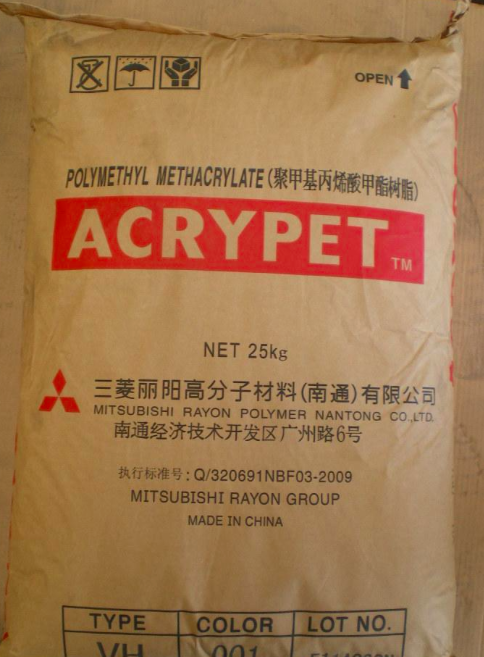 OPEN
POLYMETHYL METHACRYLATE(聚甲基丙烯酸甲酯树脂)
ACRYPET TM
NET 25kg
三菱丽阳高分子材料(南通)有限公司
MITSUBISHI RAYON POLYMER NANTONG CO.,LTD.
南通经济技术开发区广州路6号
执行标准号:Q/320691NBF03-2009
MITSUBISHI RAYON GROUP
MADE IN CHINA
TYPE COLOR LOT NO.
VH 001